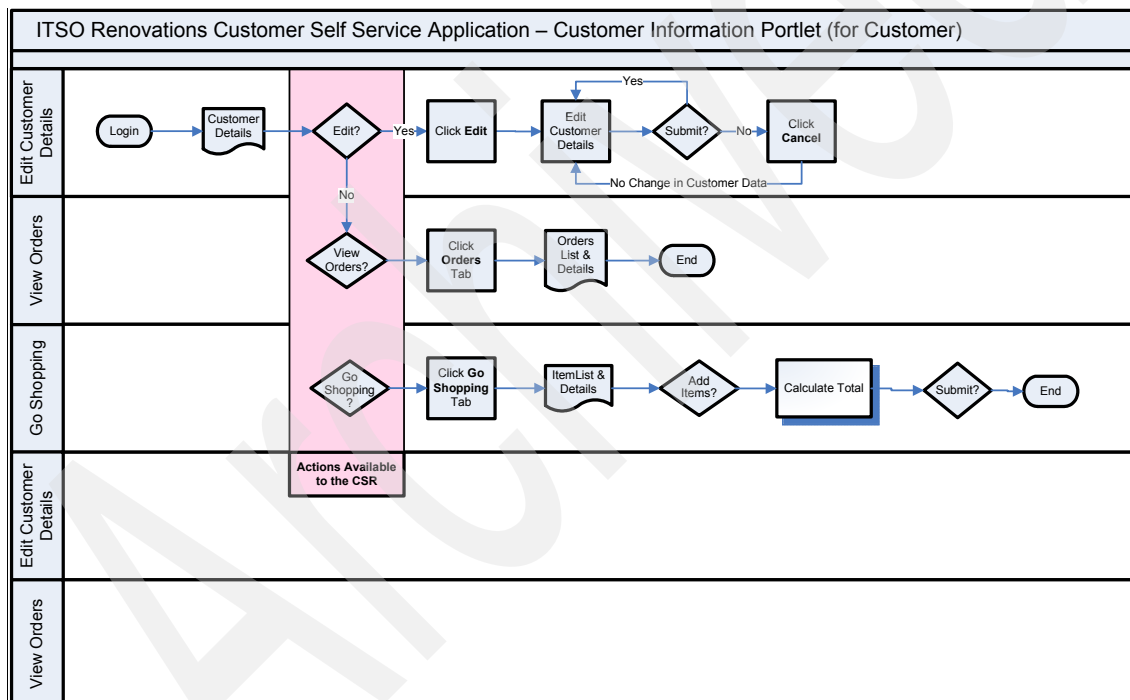 ITSO Renovations Customer Self Service Application – Customer Information Portlet (for Customer)
Edit Customer
Details
Login
Customer
Details
Edit?
Yes
Click Edit
Edit
Customer
Details
Yes
Submit?
No
Click
Cancel
No Change in Customer Data
No
View Orders
View
Orders?
Click
Orders
Tab
Orders
List &
Details
End
Go Shopping
Go
Shopping
?
Click Go
Shopping
Tab
ItemList &
Details
Add
Items?
Calculate Total
Submit?
End
Actions Available
to the CSR
Edit Customer
Details
View Orders